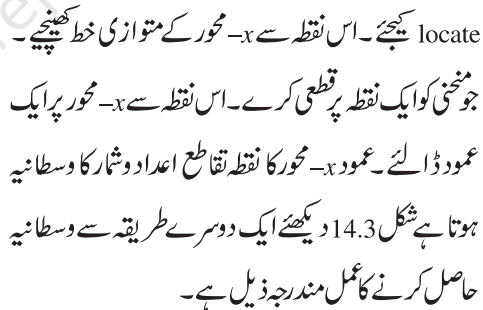 locate کیجئے۔ اس نقطہ سے x– محور کے متوازی خط کھینچیے۔
جو منحنی کو ایک نقطہ پر قطعی کرے۔ اس نقطہ سے x– محور پر ایک
عمود ڈالئے۔ عمود x– محور کا نقطہ تقاطع اعداد و شمار کا وسطانیہ
ہوتا ہے شکل 14.3 دیکھئے ایک دوسرے طریقہ سے وسطانیہ
حاصل کرنے کا عمل مندرجہ ذیل ہے۔